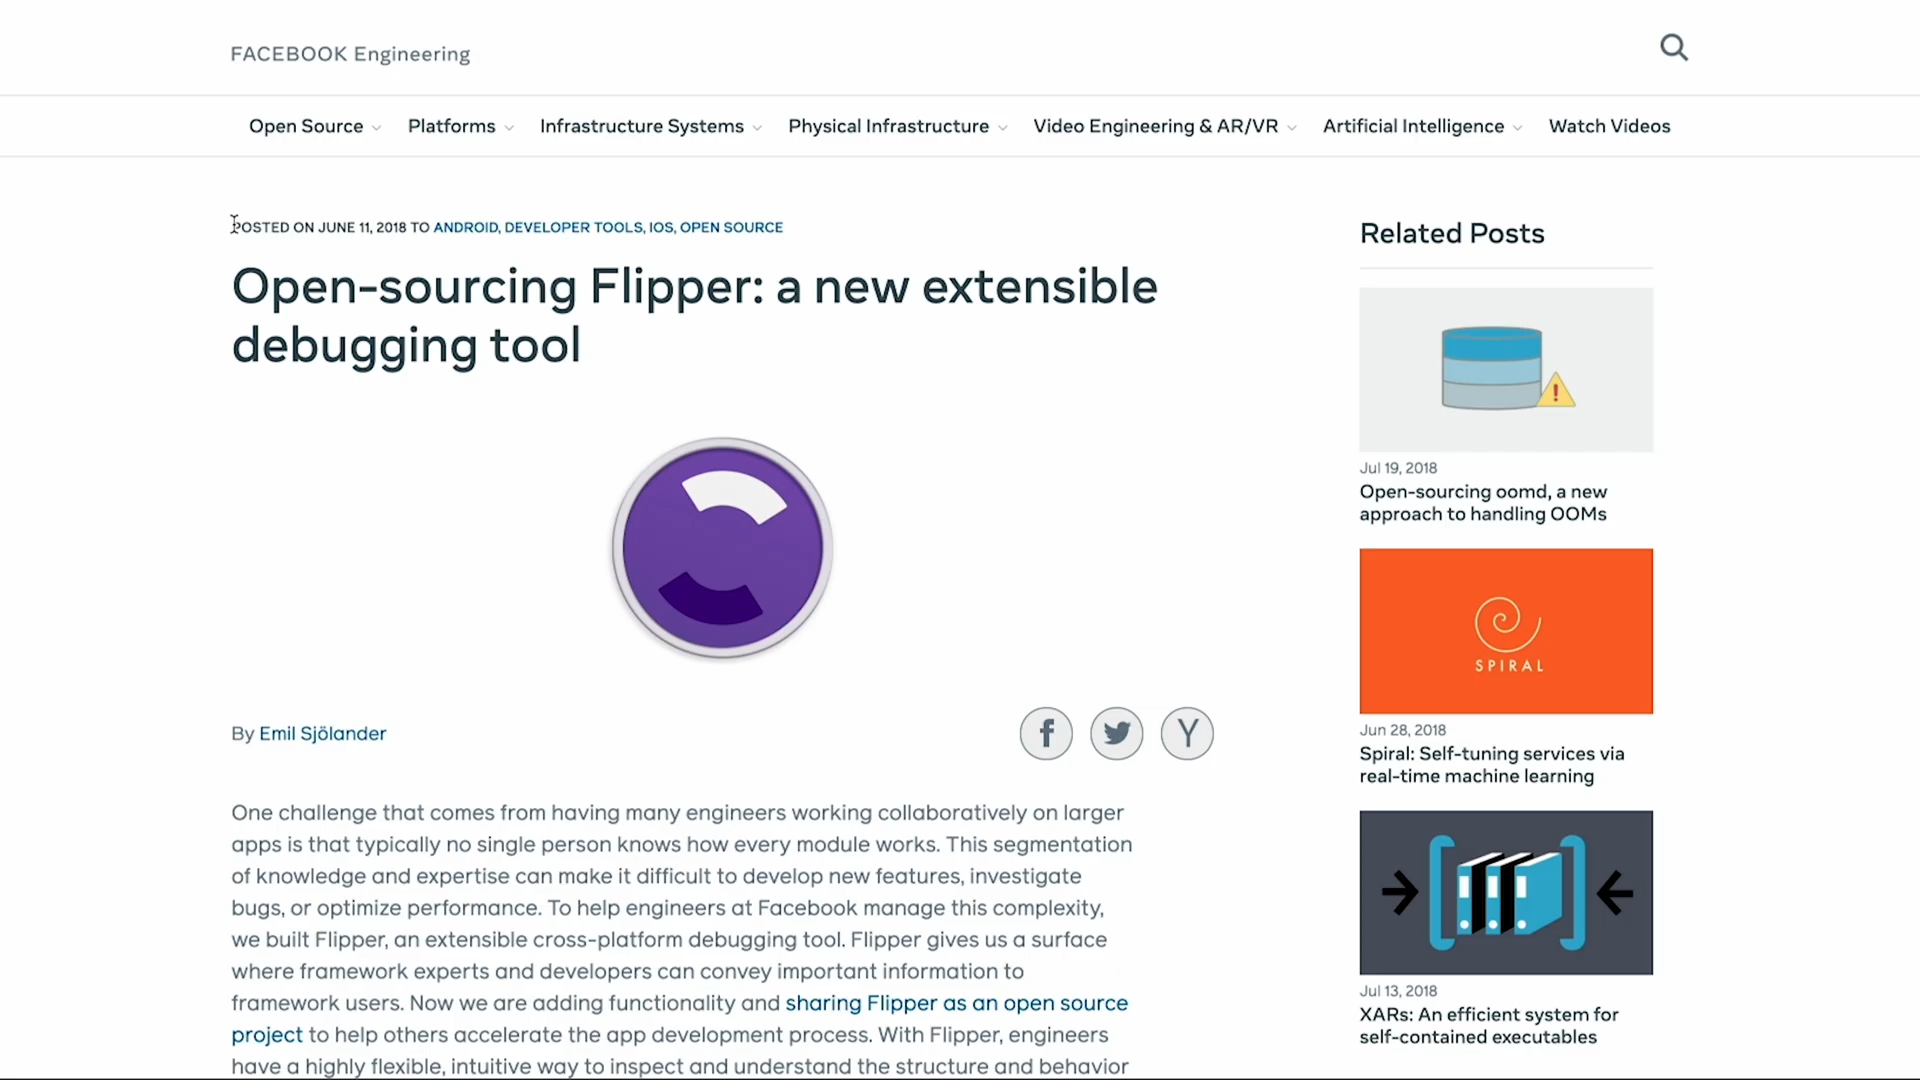 FACEBOOK Engineering
Open Source
Platforms
Infrastructure Systems
Physical Infrastructure
Video Engineering & AR/VR
Artificial Intelligence
Watch Videos
POSTED ON JUNE 11, 2018 TO ANDROID, DEVELOPER TOOLS, IOS, OPEN SOURCE
Open-sourcing Flipper: a new extensible
debugging tool
By Emil Sjölander
One challenge that comes from having many engineers working collaboratively on larger
apps is that typically no single person knows how every module works. This segmentation
of knowledge and expertise can make it difficult to develop new features, investigate
bugs, or optimize performance. To help engineers at Facebook manage this complexity,
we built Flipper, an extensible cross-platform debugging tool. Flipper gives us a surface
where framework experts and developers can convey important information to
framework users. Now we are adding functionality and sharing Flipper as an open source
project to help others accelerate the app development process. With Flipper, engineers
have a highly flexible, intuitive way to inspect and understand the structure and behavior
Related Posts
Jul 19, 2018
Open-sourcing oomd, a new
approach to handling OOMs
SPIRAL
Jun 28, 2018
Spiral: Self-tuning services via
real-time machine learning
Jul 13, 2018
XARs: An efficient system for
self-contained executables